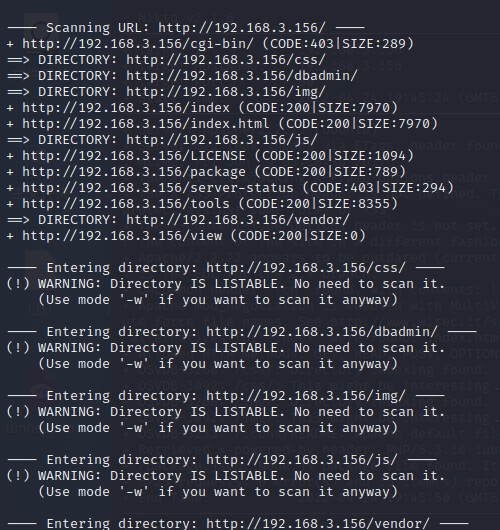 ---- Scanning URL: http://192.168.3.156/ ----
+ http://192.168.3.156/cgi-bin/ (CODE:403|SIZE:289)
==> DIRECTORY: http://192.168.3.156/css/
==> DIRECTORY: http://192.168.3.156/dbadmin/
==> DIRECTORY: http://192.168.3.156/img/
+ http://192.168.3.156/index (CODE:200|SIZE:7970)
+ http://192.168.3.156/index.html (CODE:200|SIZE:7970)
==> DIRECTORY: http://192.168.3.156/js/
+ http://192.168.3.156/LICENSE (CODE:200|SIZE:1094)
+ http://192.168.3.156/package (CODE:200|SIZE:789)
+ http://192.168.3.156/server-status (CODE:403|SIZE:294)
+ http://192.168.3.156/tools (CODE:200|SIZE:8355)
==> DIRECTORY: http://192.168.3.156/vendor/
+ http://192.168.3.156/view (CODE:200|SIZE:0)
---- Entering directory: http://192.168.3.156/css/ ----
(!) WARNING: Directory IS LISTABLE. No need to scan it.
(Use mode '-w' if you want to scan it anyway)
---- Entering directory: http://192.168.3.156/dbadmin/ ----
(!) WARNING: Directory IS LISTABLE. No need to scan it.
(Use mode '-w' if you want to scan it anyway)
---- Entering directory: http://192.168.3.156/img/ ----
(!) WARNING: Directory IS LISTABLE. No need to scan it.
(Use mode '-w' if you want to scan it anyway)
---- Entering directory: http://192.168.3.156/js/ ----
(!) WARNING: Directory IS LISTABLE. No need to scan it.
(Use mode '-w' if you want to scan it anyway)
---- Entering directory: http://192.168.3.156/vendor/ ----